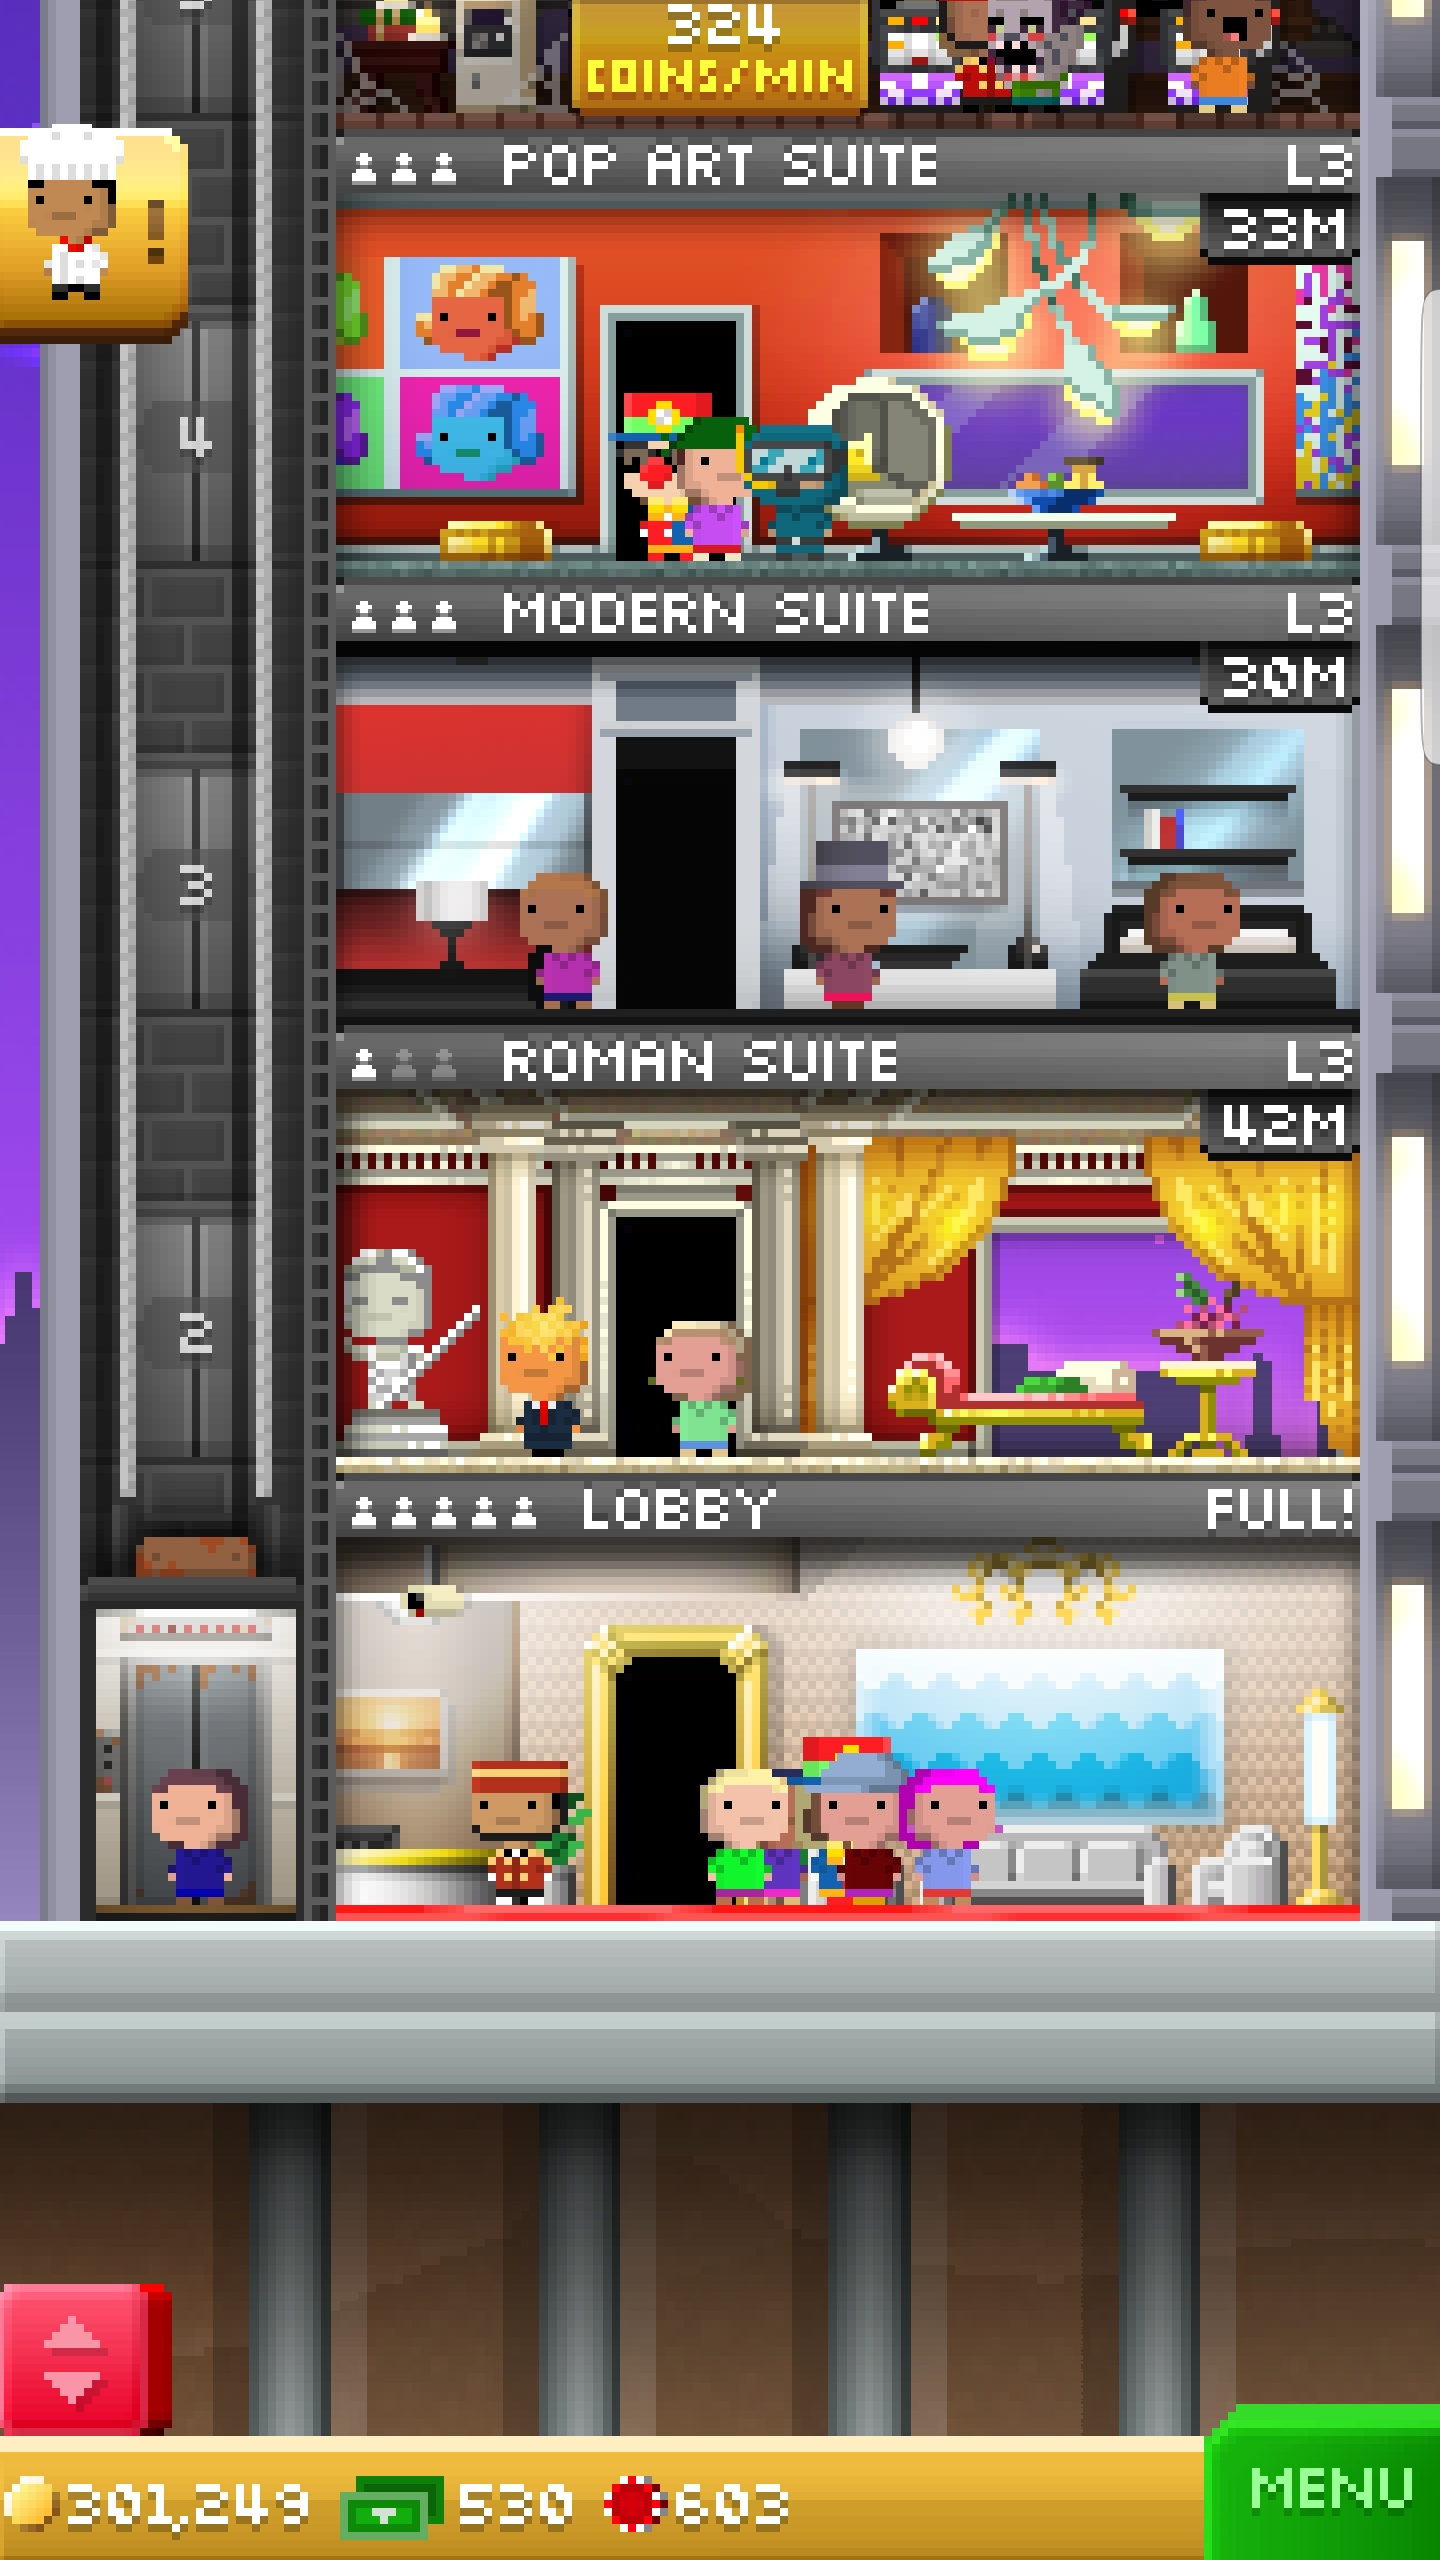 324
COINS/MIN
POP ART SUITE L3
33M
!
4
MODERN SUITE L3
30M
3
ROMAN SUITE L3
42M
2
LOBBY FULL!
301,249 530 603
MENU